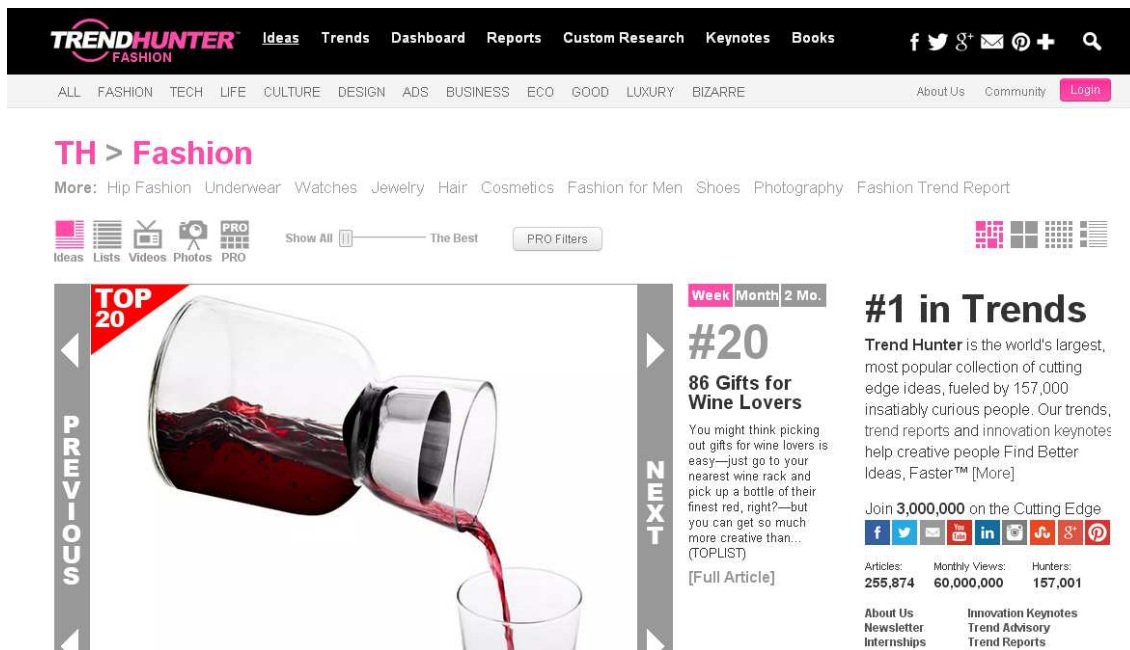 TRENDHUNTER
FASHION
Ideas Trends Dashboard Reports Custom Research Keynotes Books
ALL FASHION TECH LIFE CULTURE DESIGN ADS BUSINESS ECO GOOD LUXURY BIZARRE
About Us Community Login
TH > Fashion
More: Hip Fashion Underwear Watches Jewelry Hair Cosmetics Fashion for Men Shoes Photography Fashion Trend Report
PRO
Ideas Lists Videos Photos PRO
Show All The Best
PRO Filters
TOP
20
PREVIOUS
NEXT
Week Month 2 Mo.
#20
86 Gifts for
Wine Lovers
You might think picking
out gifts for wine lovers is
easy—just go to your
nearest wine rack and
pick up a bottle of their
finest red, right?—but
you can get so much
more creative than...
(TOPLIST)
[Full Article]
#1 in Trends
Trend Hunter is the world's largest,
most popular collection of cutting
edge ideas, fueled by 157,000
insatiably curious people. Our trends,
trend reports and innovation keynotes
help creative people Find Better
Ideas, Faster™ [More]
Join 3,000,000 on the Cutting Edge
You Tube in
Articles: Monthly Views: Hunters:
255,874 60,000,000 157,001
About Us Innovation Keynotes
Newsletter Trend Advisory
Internships Trend Reports